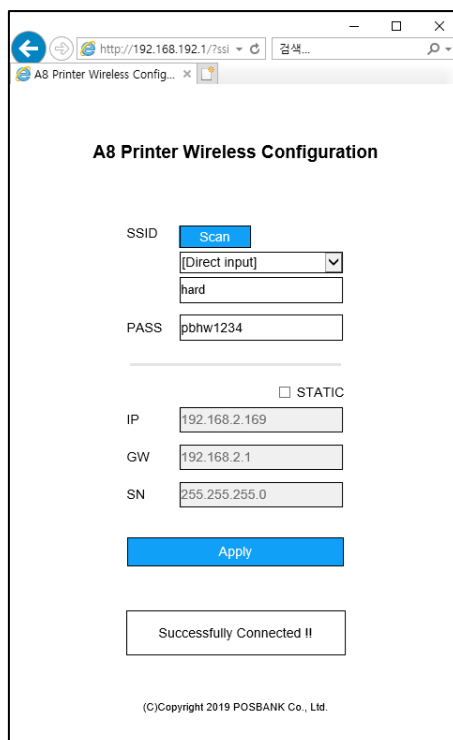 http://192.168.192.1/?ssi
검색...
A8 Printer Wireless Config...
A8 Printer Wireless Configuration
SSID
Scan
[Direct input]
hard
PASS
pbhw1234
STATIC
IP
192.168.2.169
GW
192.168.2.1
SN
255.255.255.0
Apply
Successfully Connected !!
(C)Copyright 2019 POSBANK Co., Ltd.